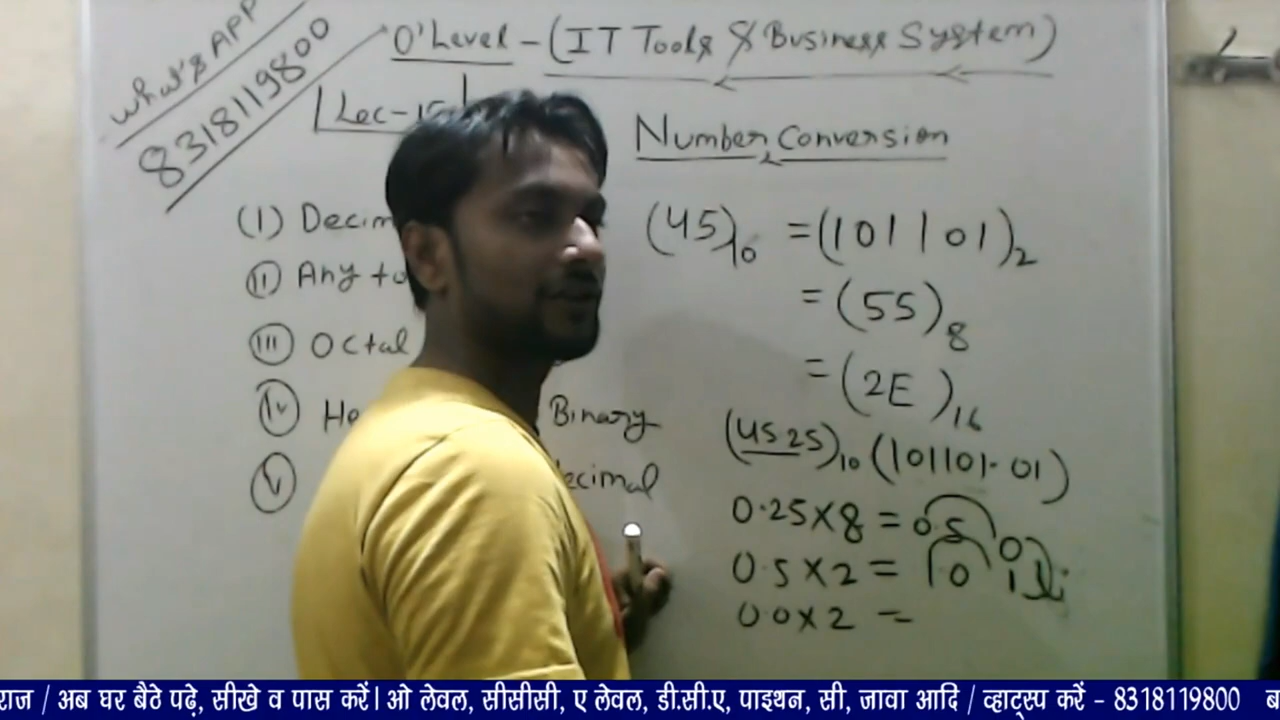 What's APP
8318119800
O'Level - (IT Tools & Business System)
Lec-15
Number Conversion
(I) Decim
(II) Any to
(III) Octal
(IV) He Binary
(V) ecimal
(45)10 = (101101)2
= (55)8
= (2E)16
(45 25)10 (101101.01)
0.25×8 = 0 5 0
0.5×2 = 1 0 1
0.0×2 =
राज / अब घर बैठे पढ़े, सीखे व पास करें। ओ लेवल, सीसीसी, ए लेवल, डी.सी.ए, पाइथन, सी, जावा आदि / व्हाट्स्प करें - 8318119800 ब